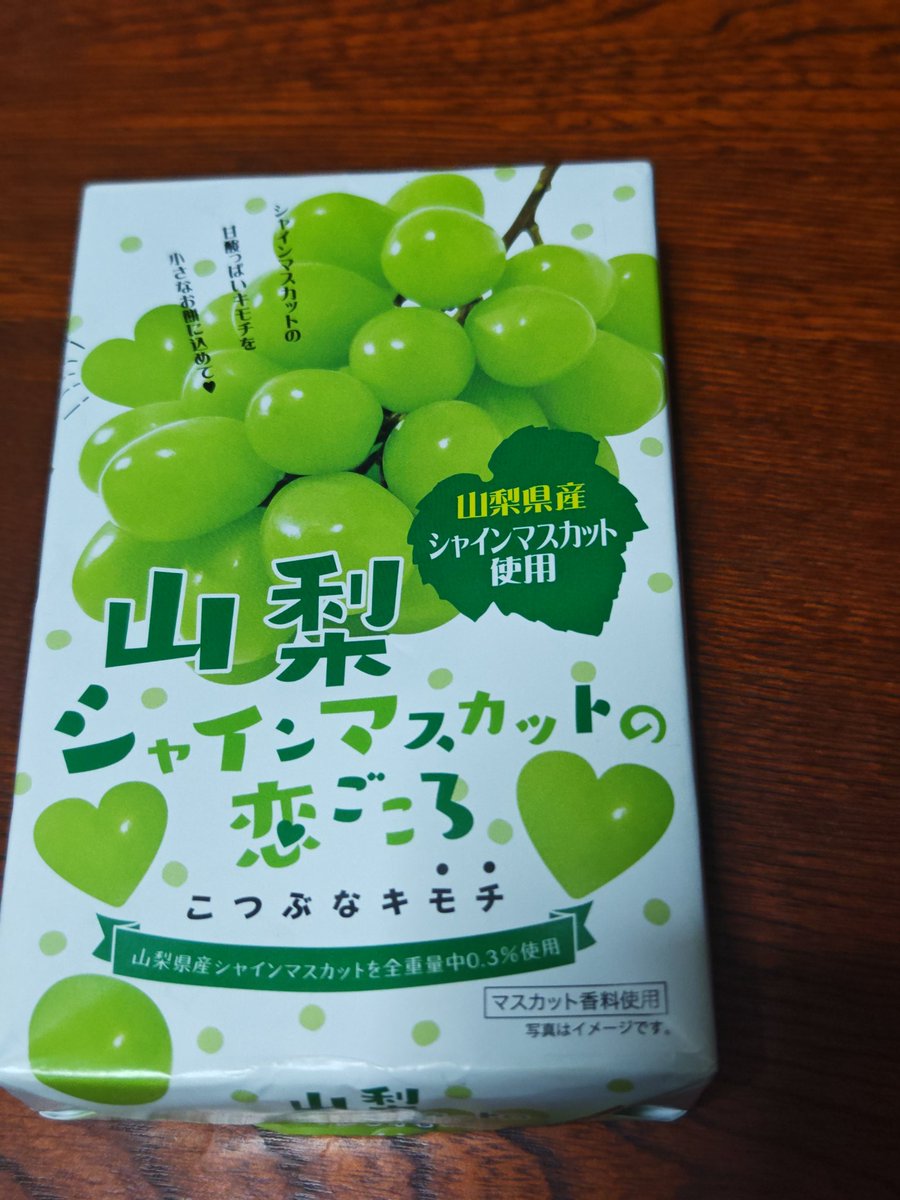 シャインマスカットの
甘酸っぱいキモチを
小さなお餅に込めて♥
山梨県産
シャインマスカット
使用
山梨
シャインマスカットの
恋ごころ
こつぶなキモチ
山梨県産シャインマスカットを全重量中0.3%使用
マスカット香料使用
写真はイメージです。
山梨